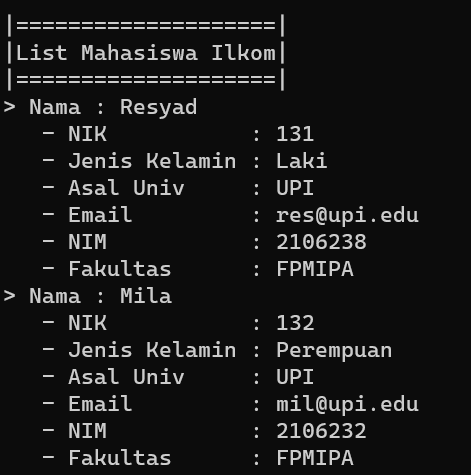 |====================|
|List Mahasiswa Ilkom|
|====================|
> Nama : Resyad
   - NIK           : 131
   - Jenis Kelamin : Laki
   - Asal Univ     : UPI
   - Email         : res@upi.edu
   - NIM           : 2106238
   - Fakultas      : FPMIPA
> Nama : Mila
   - NIK           : 132
   - Jenis Kelamin : Perempuan
   - Asal Univ     : UPI
   - Email         : mil@upi.edu
   - NIM           : 2106232
   - Fakultas      : FPMIPA